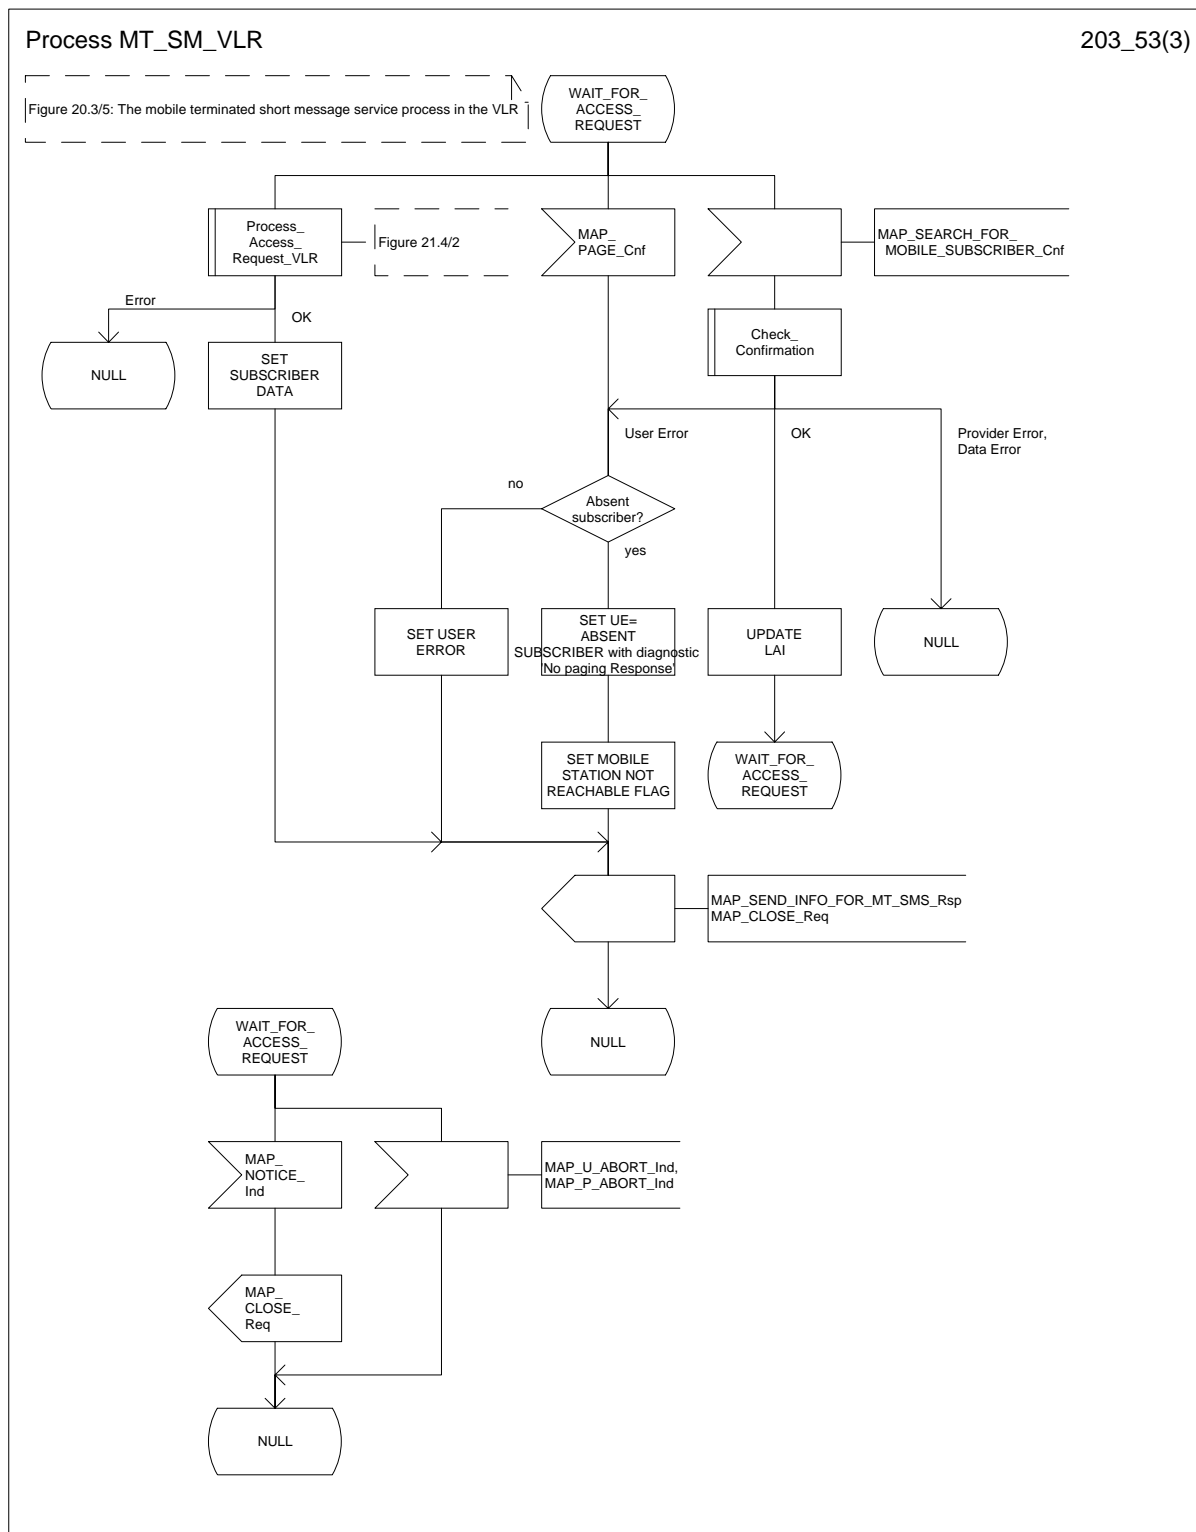 Process MT_SM_VLR
203_53(3)
Figure 20.3/5: The mobile terminated short message service process in the VLR
WAIT_FOR_
ACCESS_
REQUEST
Process_
Access_
Request_VLR
Figure 21.4/2
MAP_
PAGE_Cnf
MAP_SEARCH_FOR_
MOBILE_SUBSCRIBER_Cnf
Error
OK
Check_
Confirmation
NULL
SET
SUBSCRIBER
DATA
User Error
OK
Provider Error,
Data Error
no
Absent
subscriber?
yes
SET USER
ERROR
SET UE=
ABSENT
SUBSCRIBER with diagnostic
'No paging Response'
UPDATE
LAI
NULL
SET MOBILE
STATION NOT
REACHABLE FLAG
WAIT_FOR_
ACCESS_
REQUEST
MAP_SEND_INFO_FOR_MT_SMS_Rsp
MAP_CLOSE_Req
WAIT_FOR_
ACCESS_
REQUEST
NULL
MAP_
NOTICE_
Ind
MAP_U_ABORT_Ind,
MAP_P_ABORT_Ind
MAP_
CLOSE_
Req
NULL